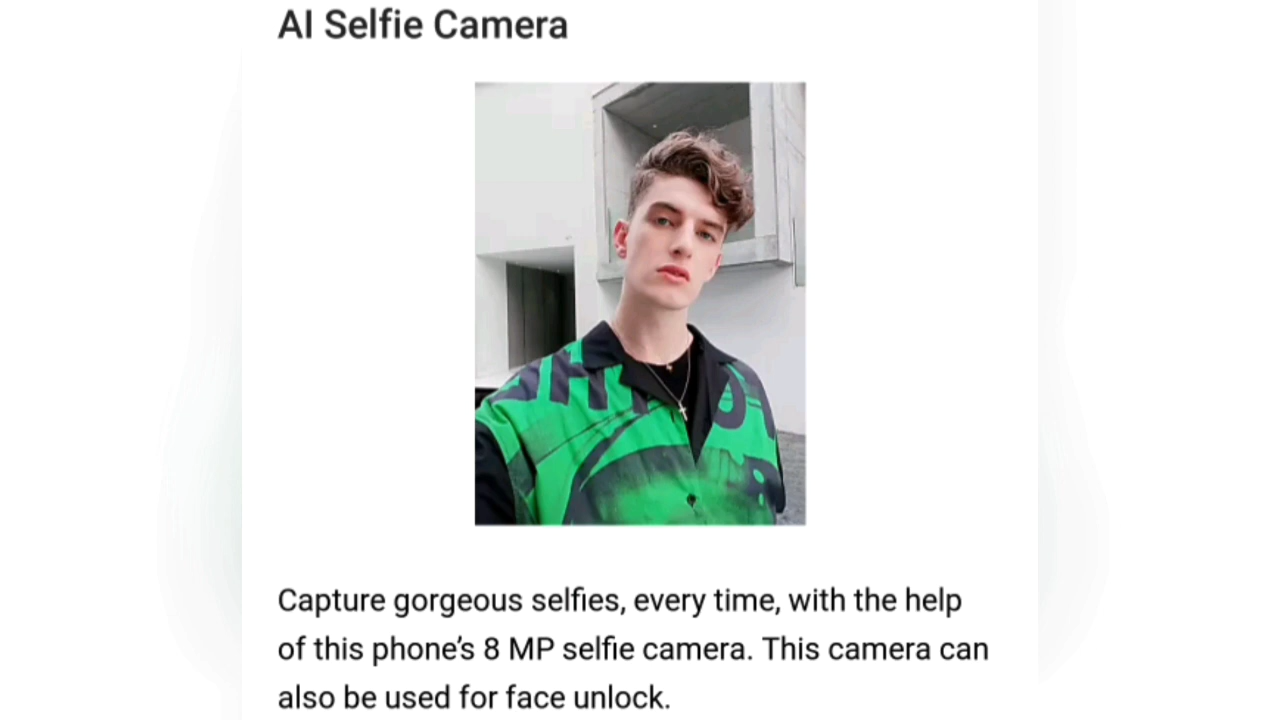 AI Selfie Camera
Capture gorgeous selfies, every time, with the help
of this phone's 8 MP selfie camera. This camera can
also be used for face unlock.